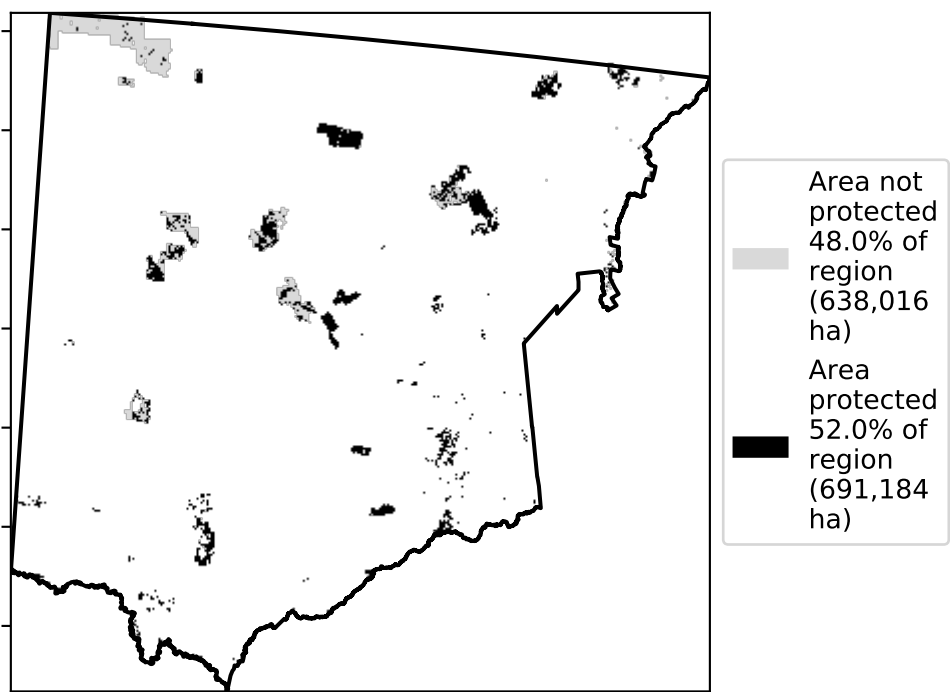 Area not
protected
48.0% of
region
(638,016
ha)
Area
protected
52.0% of
region
(691,184
ha)